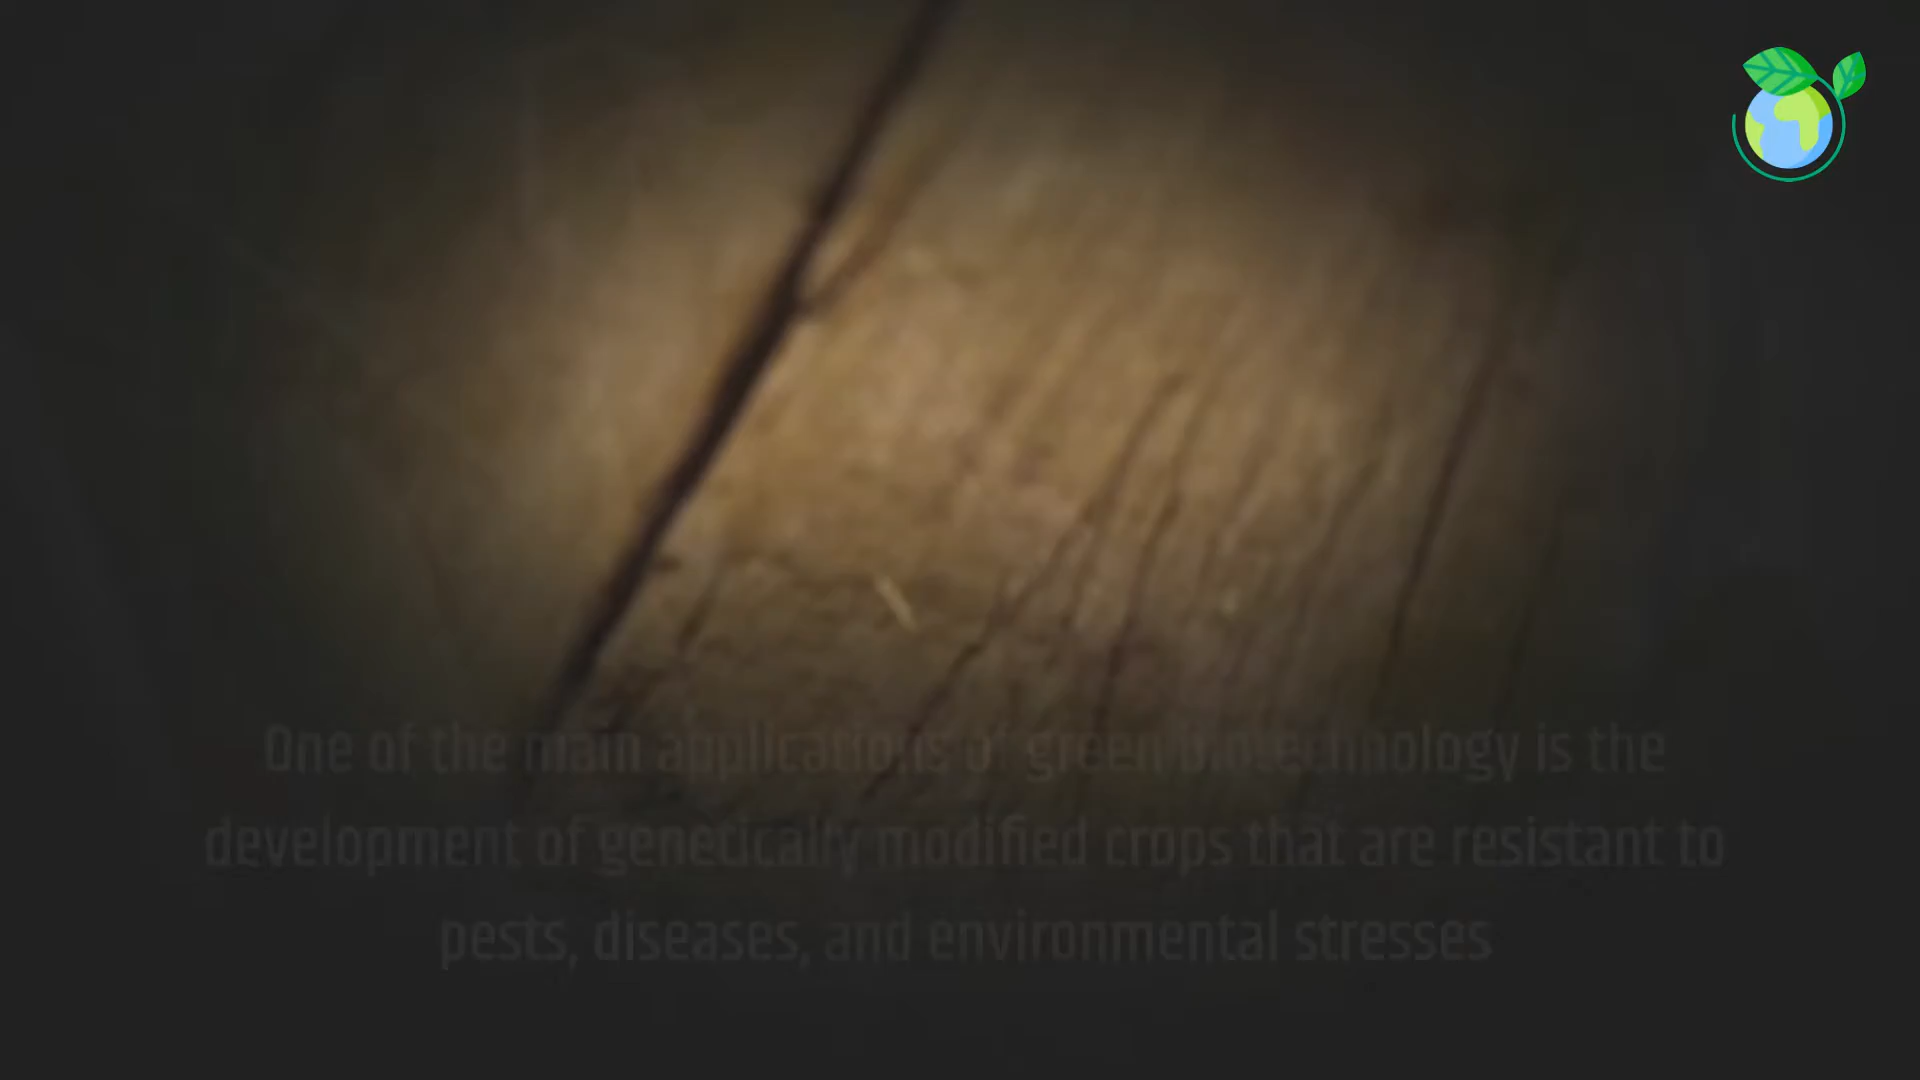 One of the main applications of green biotechnology is the
development of genetically modified crops that are resistant to
pests, diseases, and environmental stresses